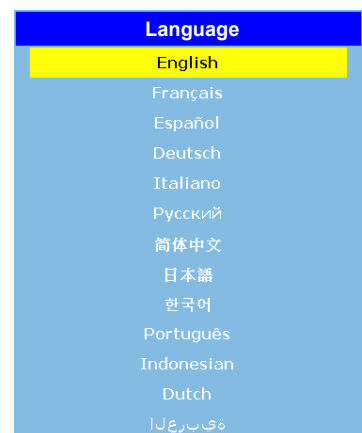 Language
English
Français
Español
Deutsch
Italiano
Русский
简体中文
日本語
한국어
Português
Indonesian
Dutch
ةيبرعلا